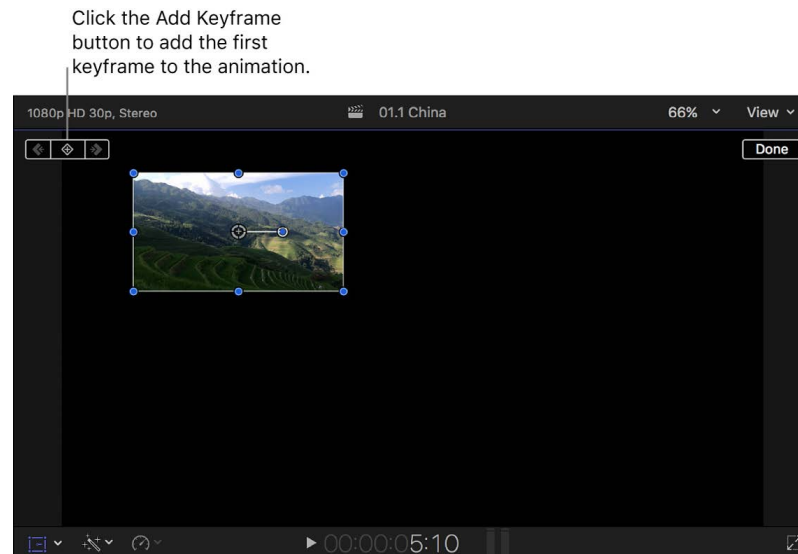 Click the Add Keyframe
button to add the first
keyframe to the animation.
1080p HD 30p, Stereo
01.1 China
66%
View
Done
00:00:05:10